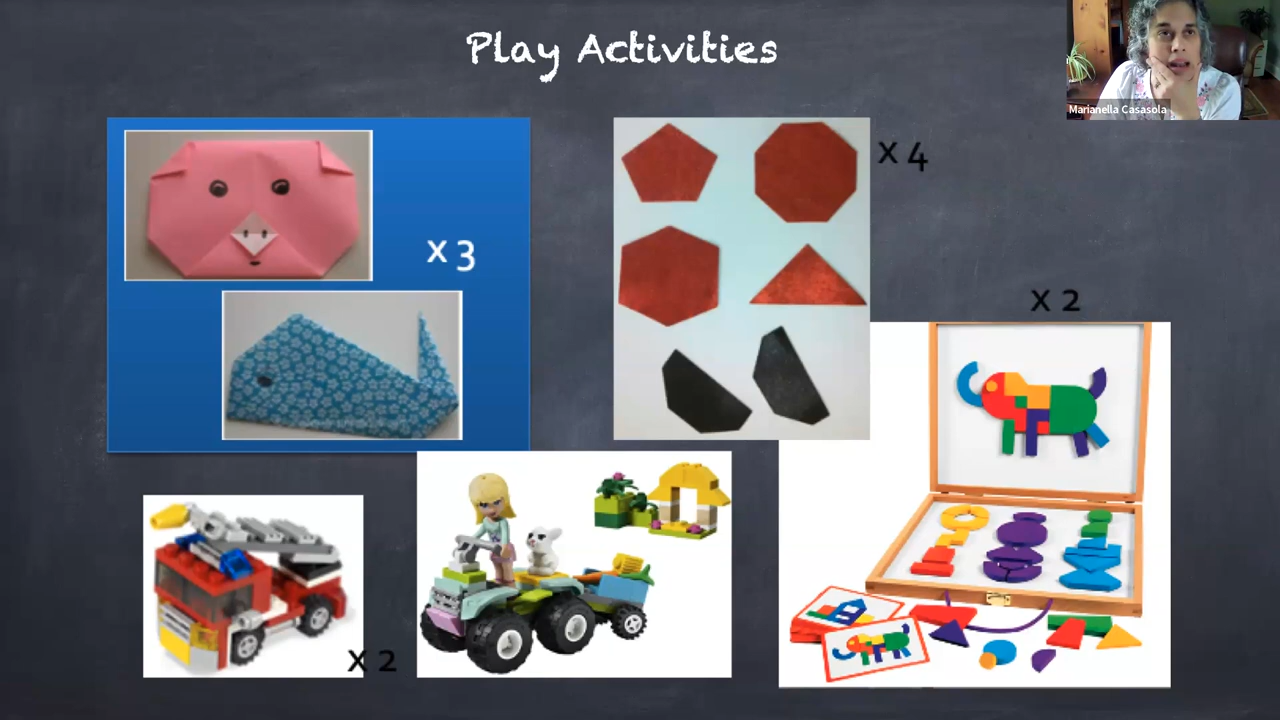 Play Activities
Marianella Casasola
x 3
x 4
x 2
x 2